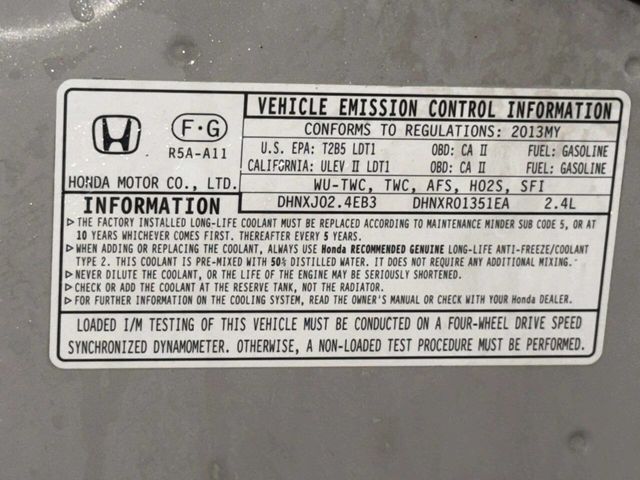 VEHICLE EMISSION CONTROL INFORMATION
F·G
R5A-A11
HONDA MOTOR CO., LTD.
CONFORMS TO REGULATIONS: 2013MY
U.S. EPA: T2B5 LDT1 OBD: CA II FUEL: GASOLINE
CALIFORNIA: ULEV II LDT1 OBD: CA II FUEL: GASOLINE
WU-TWC, TWC, AFS, HO2S, SFI
INFORMATION DHNXJ02.4EB3 DHNXR01351EA 2.4L
▷THE FACTORY INSTALLED LONG-LIFE COOLANT MUST BE REPLACED ACCORDING TO MAINTENANCE MINDER SUB CODE 5, OR AT
10 YEARS WHICHEVER COMES FIRST. THEREAFTER EVERY 5 YEARS.
▷WHEN ADDING OR REPLACING THE COOLANT, ALWAYS USE Honda RECOMMENDED GENUINE LONG-LIFE ANTI-FREEZE/COOLANT
TYPE 2. THIS COOLANT IS PRE-MIXED WITH 50% DISTILLED WATER. IT DOES NOT REQUIRE ANY ADDITIONAL MIXING.
▷NEVER DILUTE THE COOLANT, OR THE LIFE OF THE ENGINE MAY BE SERIOUSLY SHORTENED.
▷CHECK OR ADD THE COOLANT AT THE RESERVE TANK, NOT THE RADIATOR.
▷FOR FURTHER INFORMATION ON THE COOLING SYSTEM, READ THE OWNER'S MANUAL OR CHECK WITH YOUR Honda DEALER.
LOADED I/M TESTING OF THIS VEHICLE MUST BE CONDUCTED ON A FOUR-WHEEL DRIVE SPEED
SYNCHRONIZED DYNAMOMETER. OTHERWISE, A NON-LOADED TEST PROCEDURE MUST BE PERFORMED.